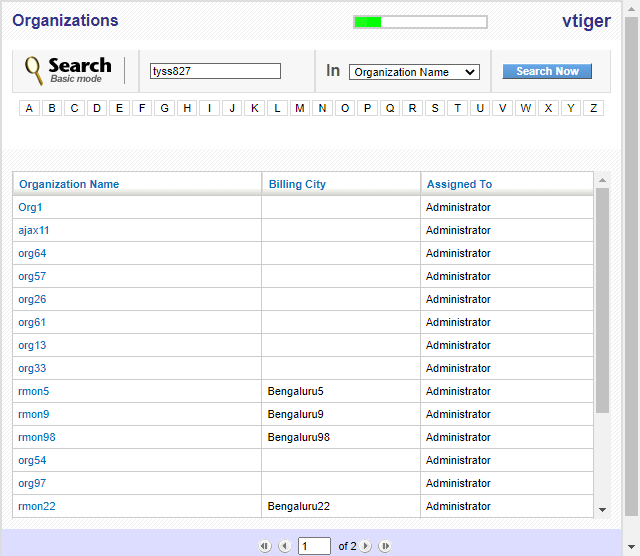 Organizations vtiger
Search
Basic mode
tyss827 In Organization Name Search Now
A B C D E F G H I J K L M N O P Q R S T U V W X Y Z
Organization Name Billing City Assigned To
Org1 Administrator
ajax11 Administrator
org64 Administrator
org57 Administrator
org26 Administrator
org61 Administrator
org13 Administrator
org33 Administrator
rmon5 Bengaluru5 Administrator
rmon9 Bengaluru9 Administrator
rmon98 Bengaluru98 Administrator
org54 Administrator
org97 Administrator
rmon22 Bengaluru22 Administrator
1 of 2